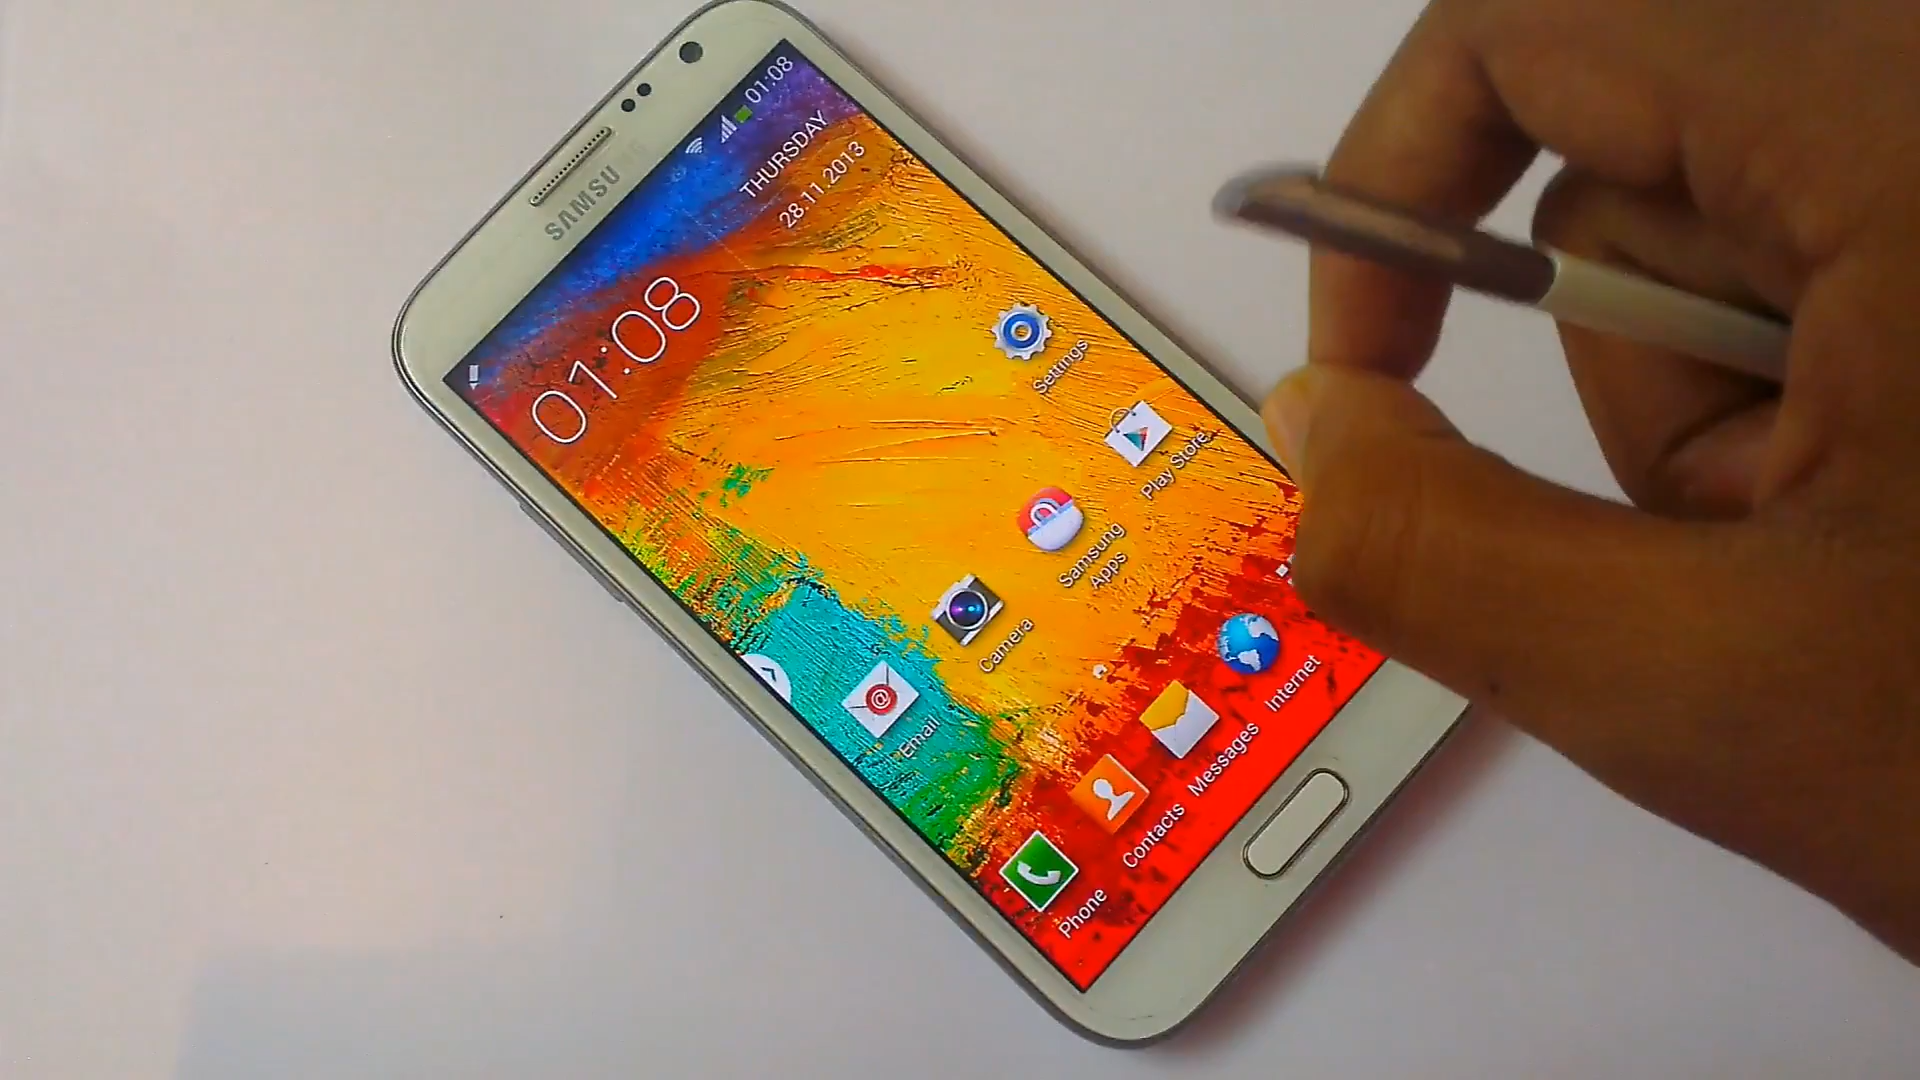 SAMSUNG
01:08
THURSDAY
28.11.2013
01:08
Settings
Play Store
Samsung
Apps
Camera
Email
Internet
Messages
Contacts
Phone